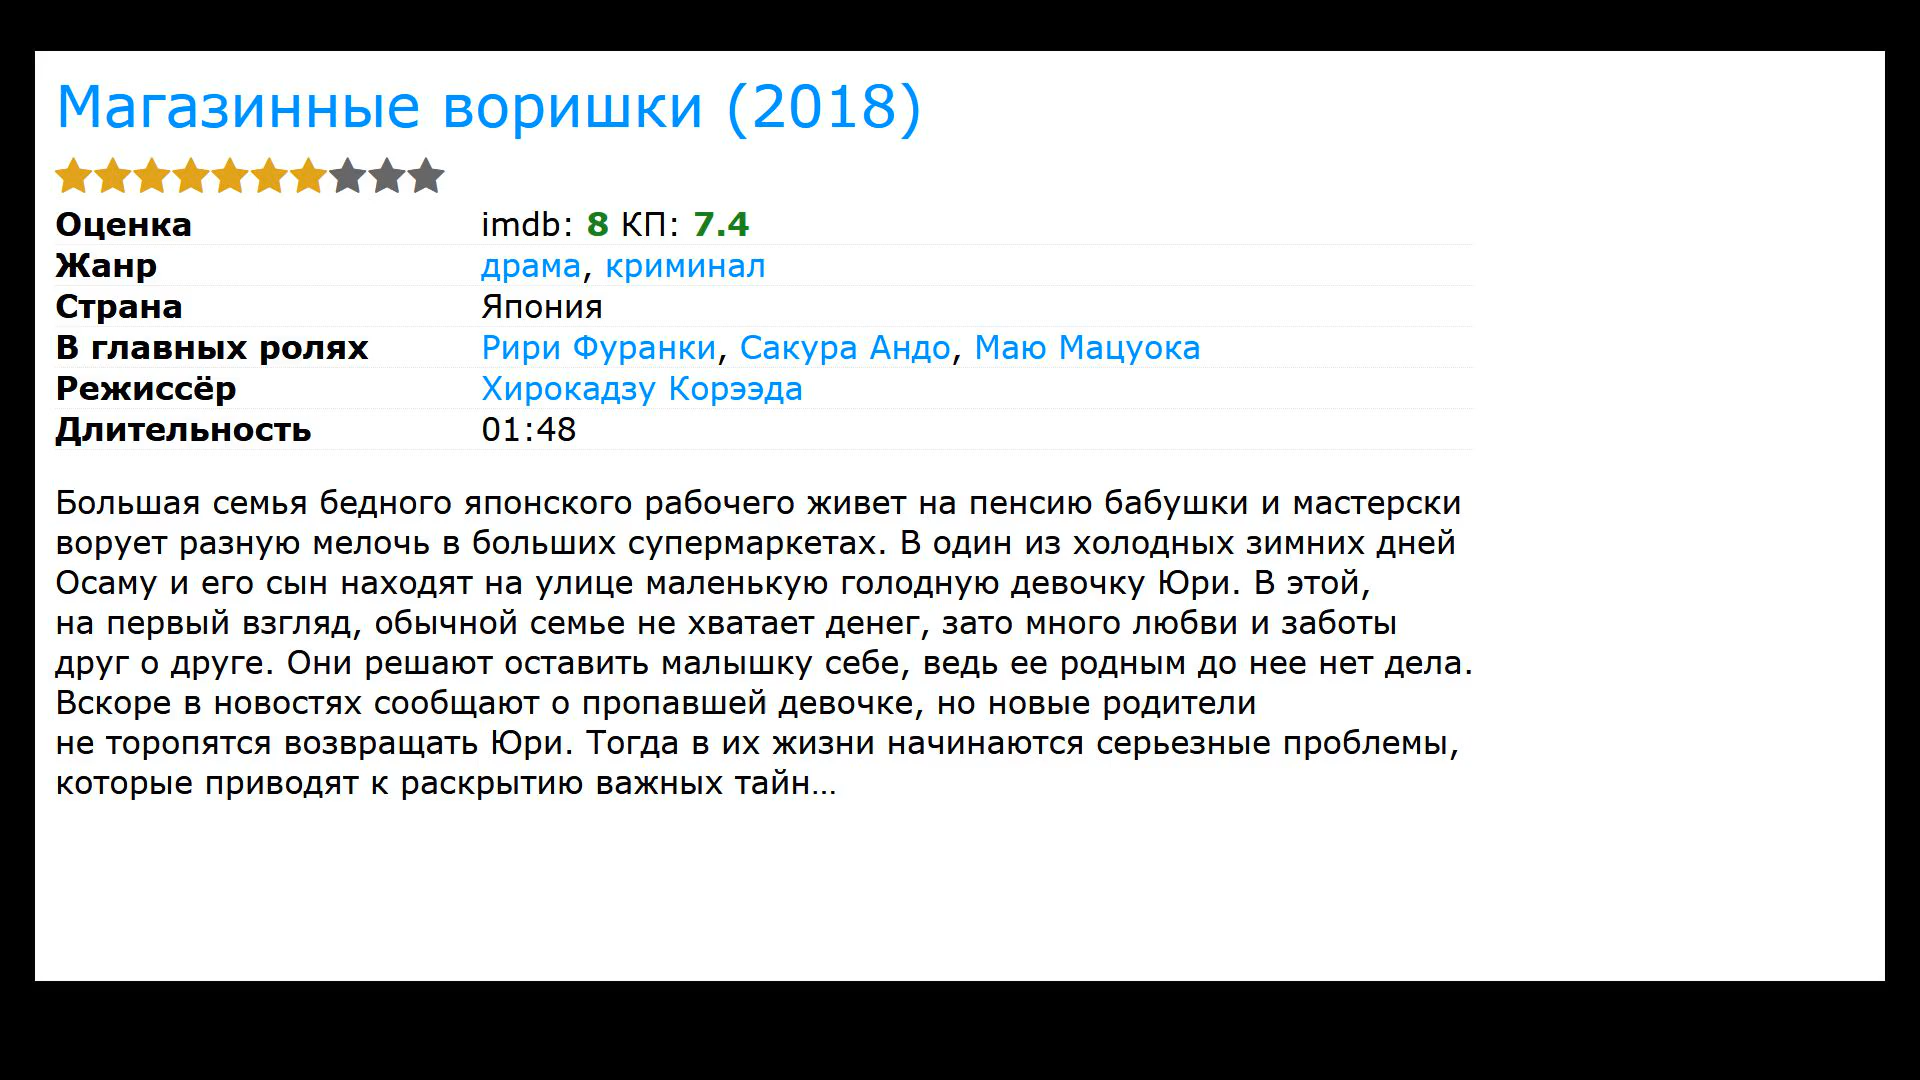 Магазинные воришки (2018)
Оценка imdb: 8 КП: 7.4
Жанр драма, криминал
Страна Япония
В главных ролях Рири Фуранки, Сакура Андо, Маю Мацуока
Режиссёр Хирокадзу Корээда
Длительность 01:48
Большая семья бедного японского рабочего живет на пенсию бабушки и мастерски
ворует разную мелочь в больших супермаркетах. В один из холодных зимних дней
Осаму и его сын находят на улице маленькую голодную девочку Юри. В этой,
на первый взгляд, обычной семье не хватает денег, зато много любви и заботы
друг о друге. Они решают оставить малышку себе, ведь ее родным до нее нет дела.
Вскоре в новостях сообщают о пропавшей девочке, но новые родители
не торопятся возвращать Юри. Тогда в их жизни начинаются серьезные проблемы,
которые приводят к раскрытию важных тайн…